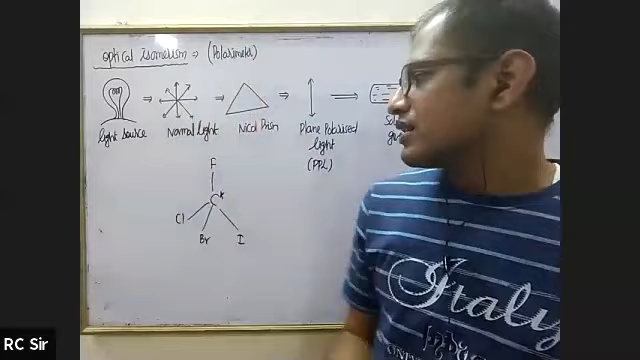 Optical Isomerism ⇒ (Polarimeter)
light source
Normal light
Nicol Prism
Plane Polarised
light
(PPL)
F
C*
Cl
Br
I
Italy
RC Sir